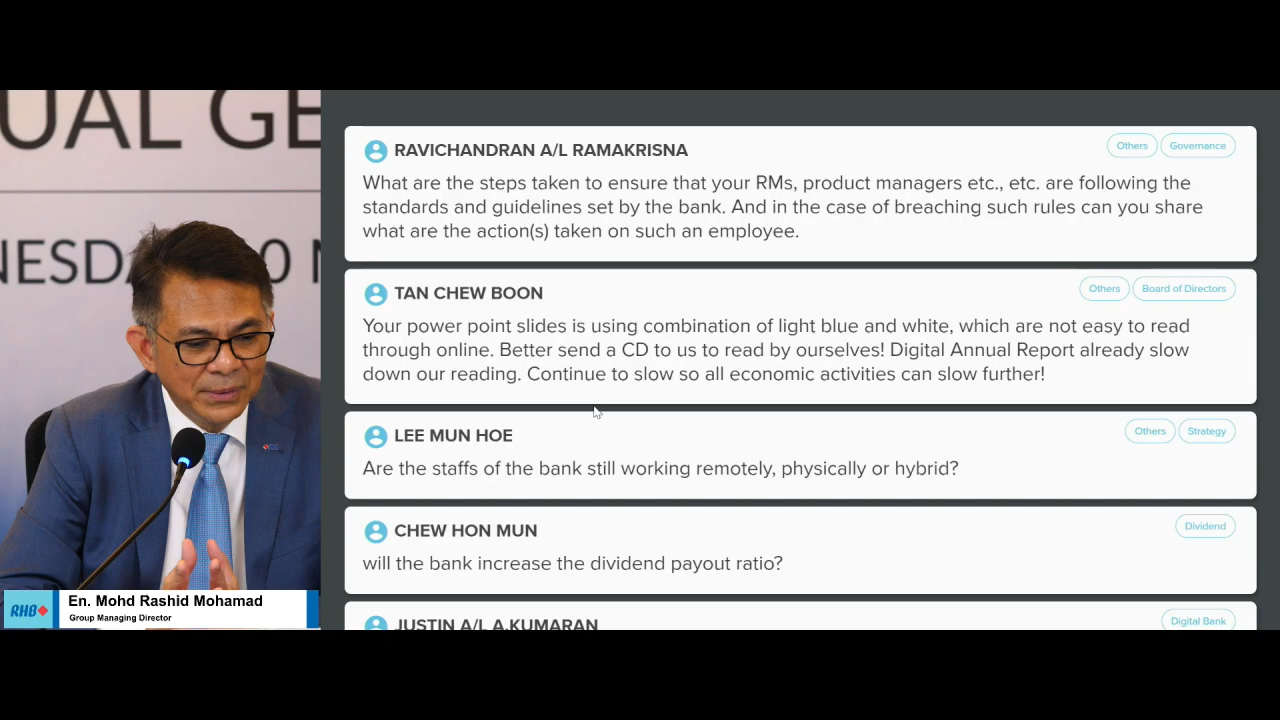 UAL GE
NESDA 0 M
RHB
En. Mohd Rashid Mohamad
Group Managing Director
RAVICHANDRAN A/L RAMAKRISNA
Others Governance
What are the steps taken to ensure that your RMs, product managers etc., etc. are following the
standards and guidelines set by the bank. And in the case of breaching such rules can you share
what are the action(s) taken on such an employee.
TAN CHEW BOON
Others Board of Directors
Your power point slides is using combination of light blue and white, which are not easy to read
through online. Better send a CD to us to read by ourselves! Digital Annual Report already slow
down our reading. Continue to slow so all economic activities can slow further!
LEE MUN HOE
Others Strategy
Are the staffs of the bank still working remotely, physically or hybrid?
CHEW HON MUN
Dividend
will the bank increase the dividend payout ratio?
JUSTIN A/L A.KUMARAN
Digital Bank